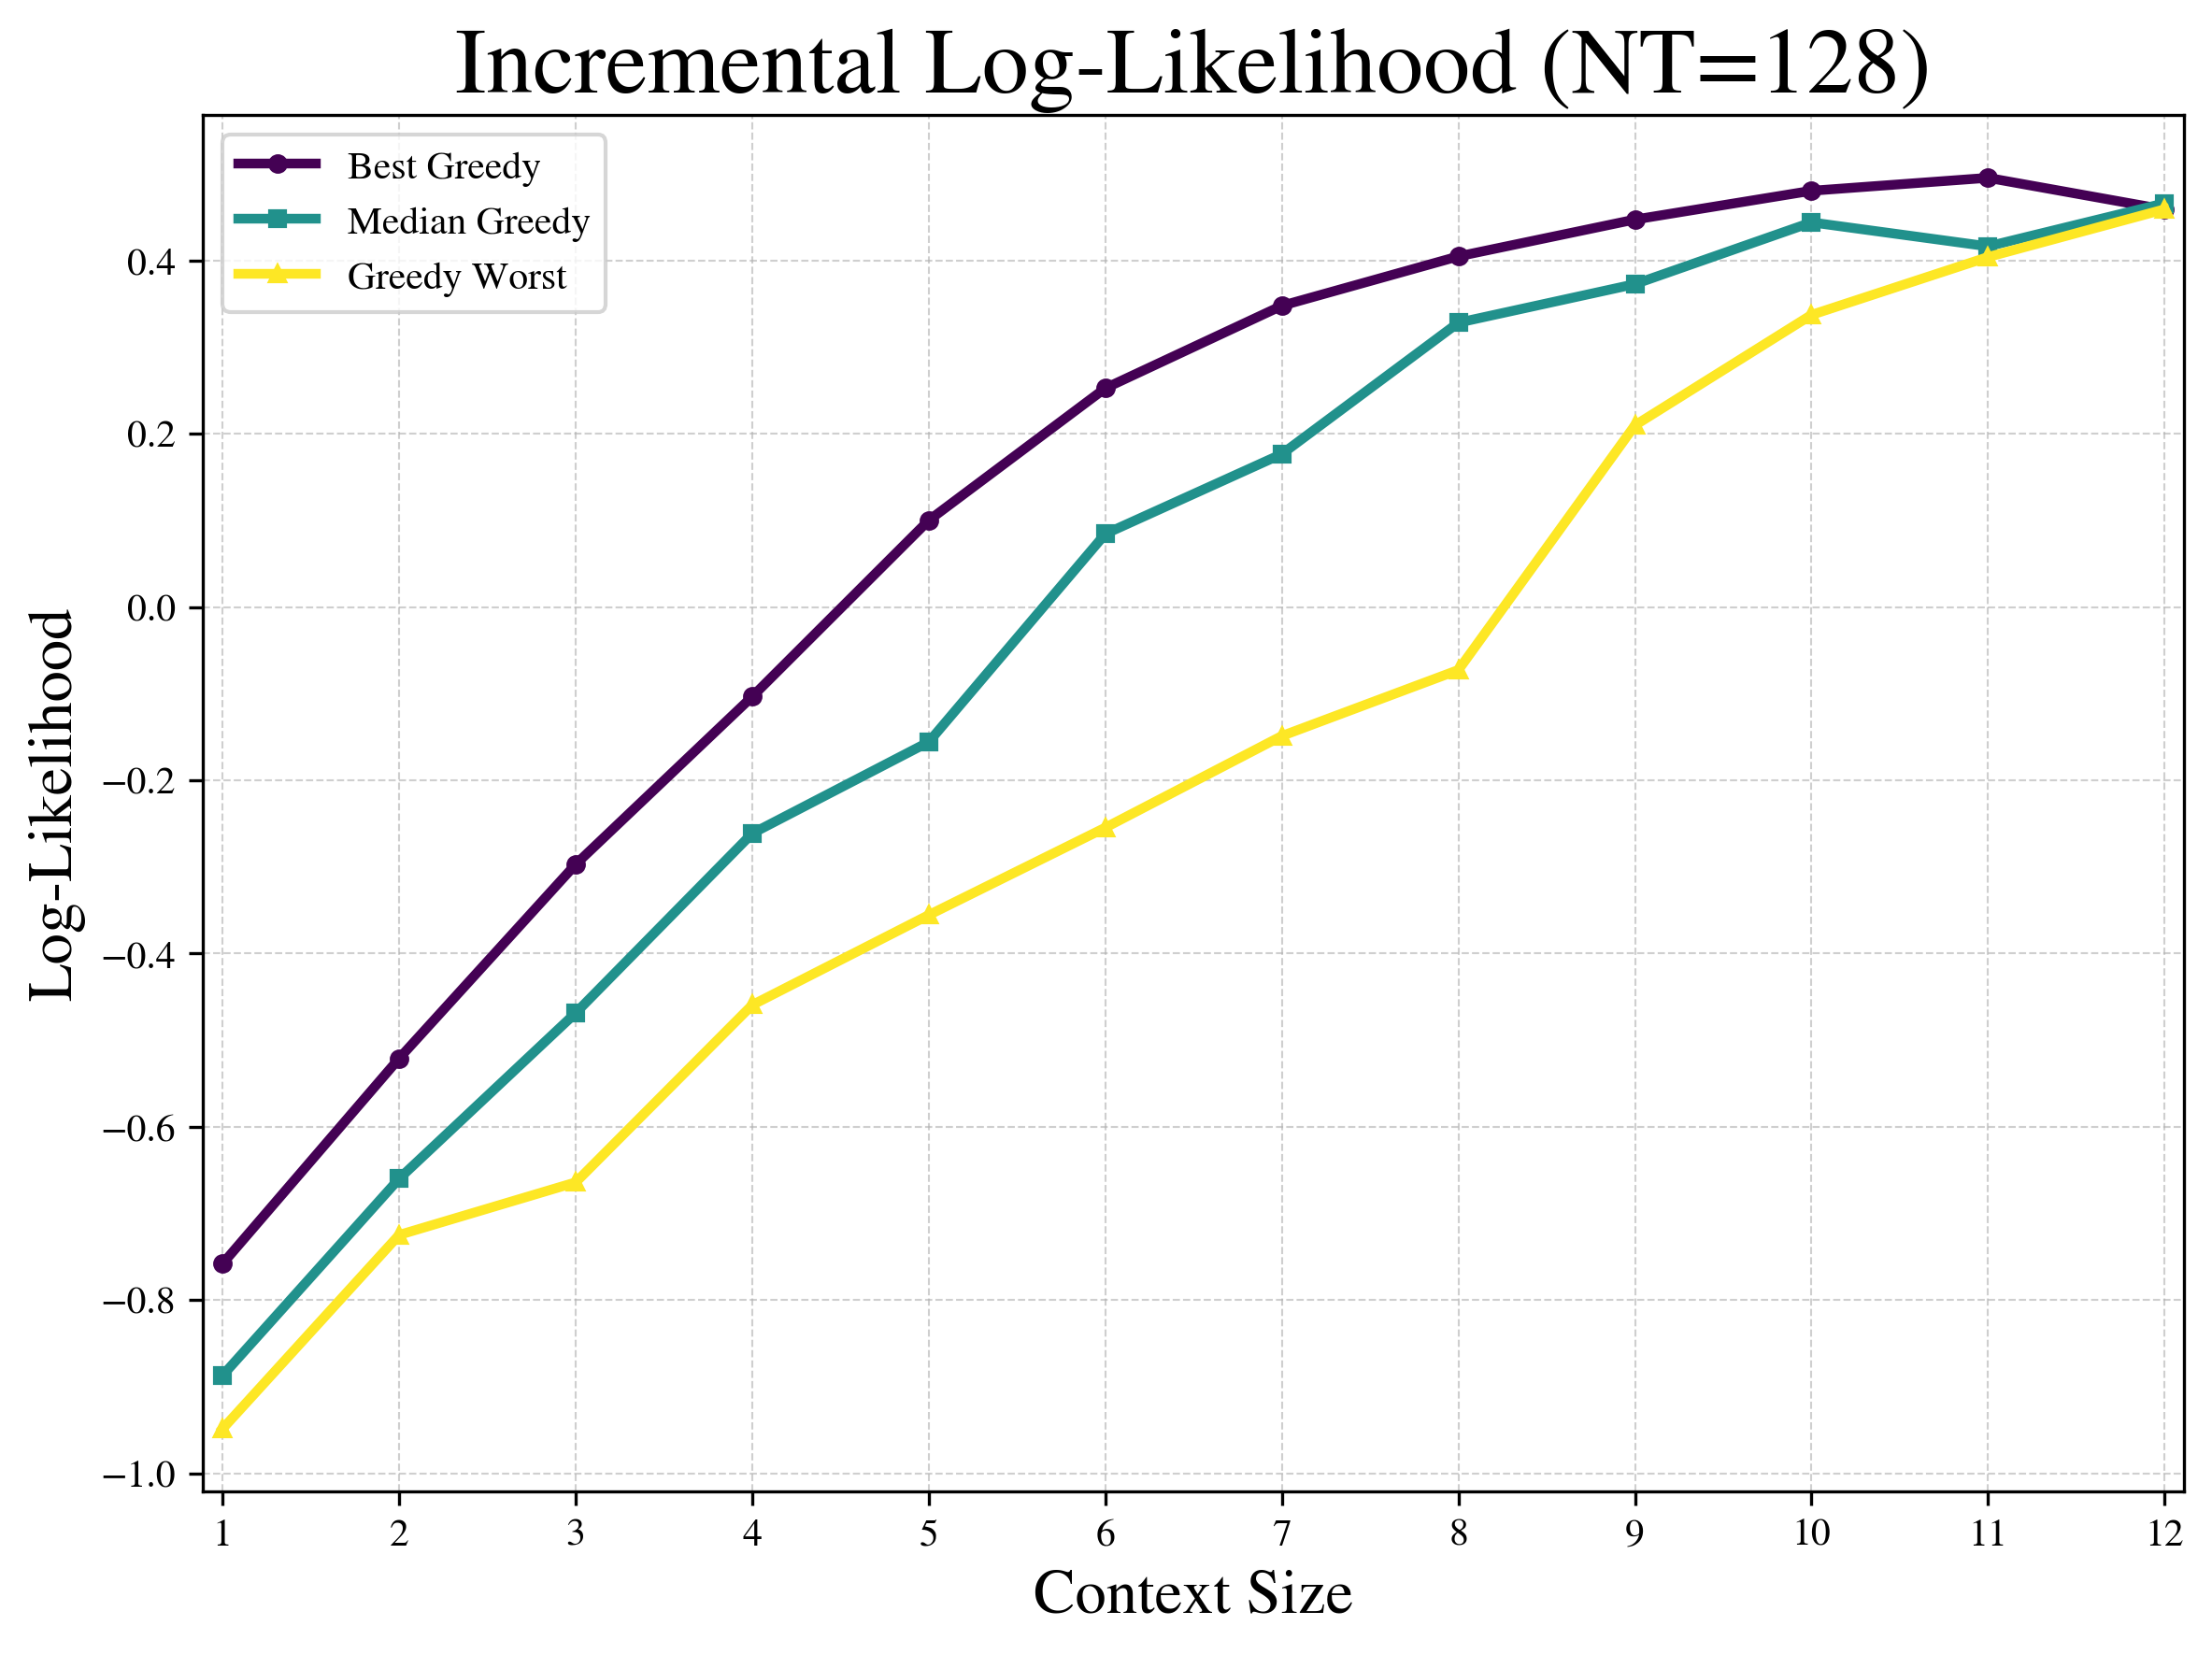 Incremental Log-Likelihood (NT=128)
Best Greedy
Median Greedy
Greedy Worst
Log-Likelihood
0.4
0.2
0.0
−0.2
−0.4
−0.6
−0.8
−1.0
1 2 3 4 5 6 7 8 9 10 11 12
Context Size